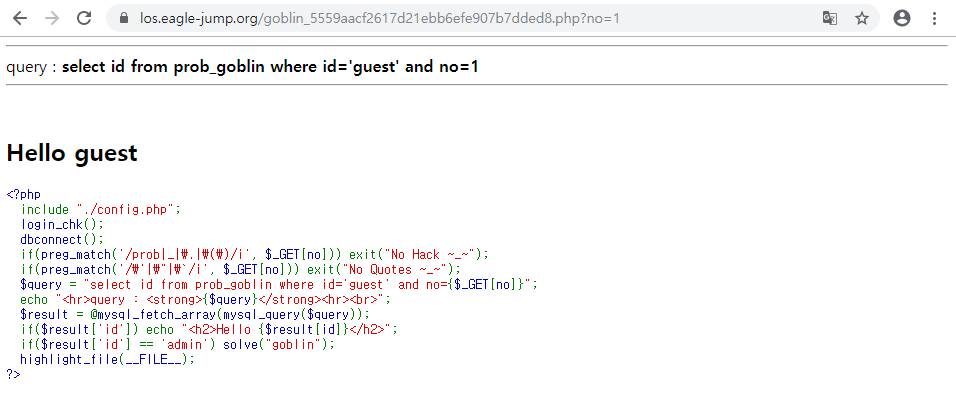 los.eagle-jump.org/goblin_5559aacf2617d21ebb6efe907b7dded8.php?no=1
query : select id from prob_goblin where id='guest' and no=1
Hello guest
<?php
include "./config.php";
login_chk();
dbconnect();
if(preg_match('/prob|_|₩.|₩(₩)/i', $_GET[no])) exit("No Hack ~_~");
if(preg_match('/₩'|₩"|₩`/i', $_GET[no])) exit("No Quotes ~_~");
$query = "select id from prob_goblin where id='guest' and no={$_GET[no]}";
echo "<hr>query : <strong>{$query}</strong><hr><br>";
$result = @mysql_fetch_array(mysql_query($query));
if($result['id']) echo "<h2>Hello {$result[id]}</h2>";
if($result['id'] == 'admin') solve("goblin");
highlight_file(__FILE__);
?>